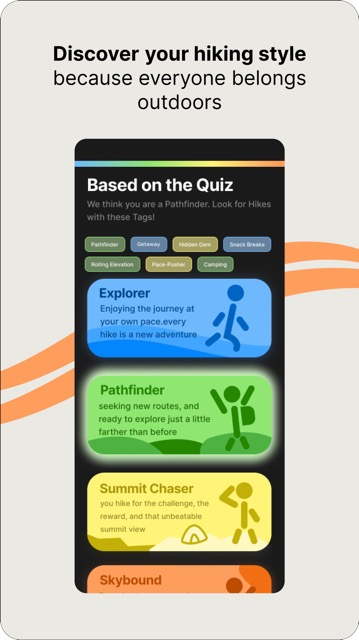 Discover your hiking style
because everyone belongs
outdoors
Based on the Quiz
We think you are a Pathfinder. Look for Hikes
with these Tags!
Pathfinder Getaway Hidden Gem Snack Breaks
Rolling Elevation Pace-Pusher Camping
Explorer
Enjoying the journey at
your own pace.every
hike is a new adventure
Pathfinder
seeking new routes, and
ready to explore just a little
farther than before
Summit Chaser
you hike for the challenge, the
reward, and that unbeatable
summit view
Skybound